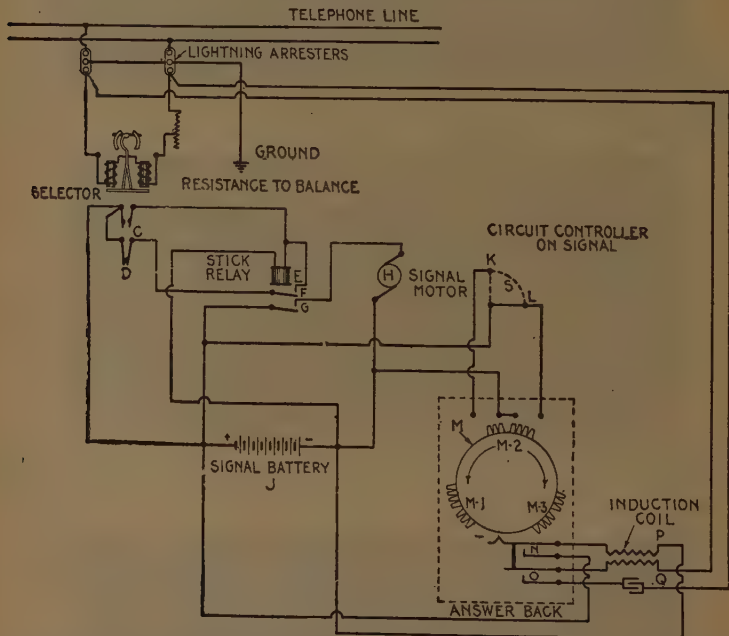 TELEPHONE LINE
LIGHTNING ARRESTERS
GROUND
SELECTOR
RESISTANCE TO BALANCE
C
D
STICK
RELAY
E
F
G
H
SIGNAL
MOTOR
CIRCUIT CONTROLLER
ON SIGNAL
K
S
L
+
-
SIGNAL BATTERY
J
M
M-2
M-1
M-3
-
N
O
INDUCTION
COIL
P
Q
ANSWER BACK